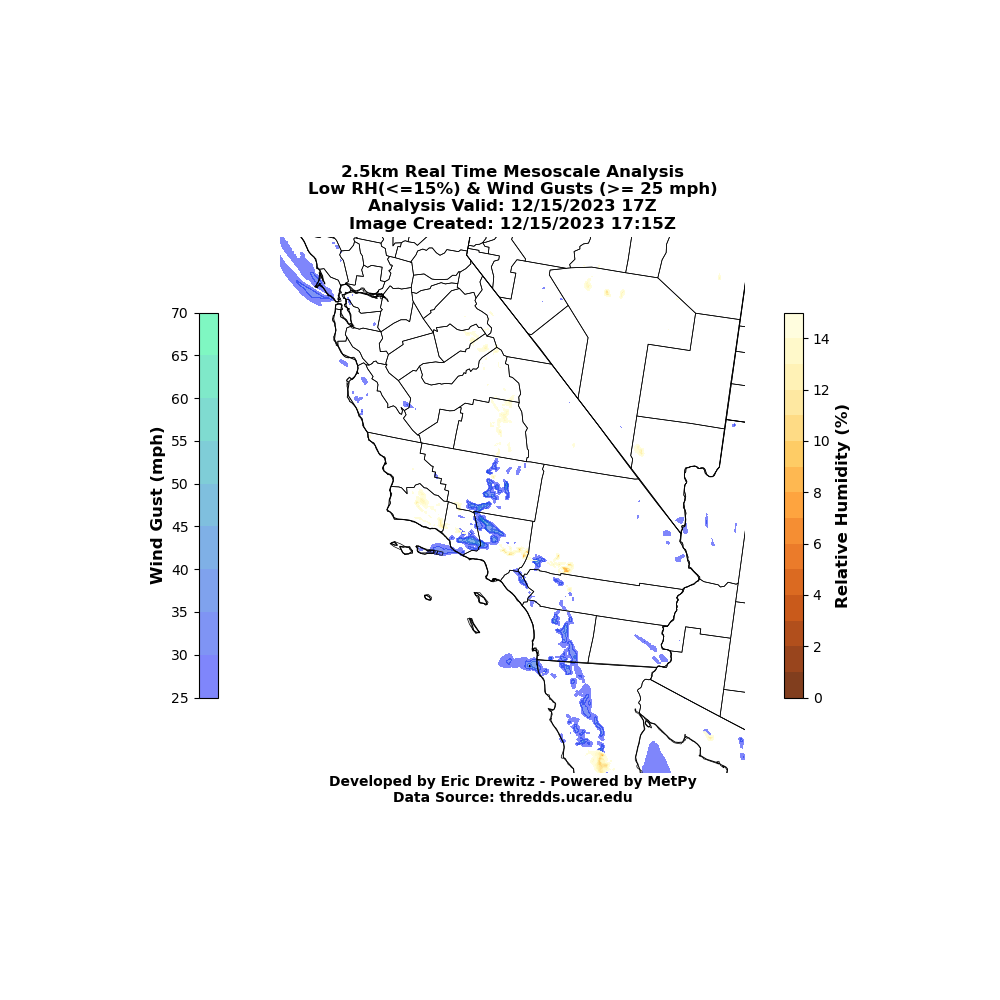 2.5km Real Time Mesoscale Analysis
Low RH(<=15%) & Wind Gusts (>= 25 mph)
Analysis Valid: 12/15/2023 17Z
Image Created: 12/15/2023 17:15Z
70
65
60
55
50
45
40
35
30
25
Wind Gust (mph)
14
12
10
8
6
4
2
0
Relative Humidity (%)
Developed by Eric Drewitz - Powered by MetPy
Data Source: thredds.ucar.edu